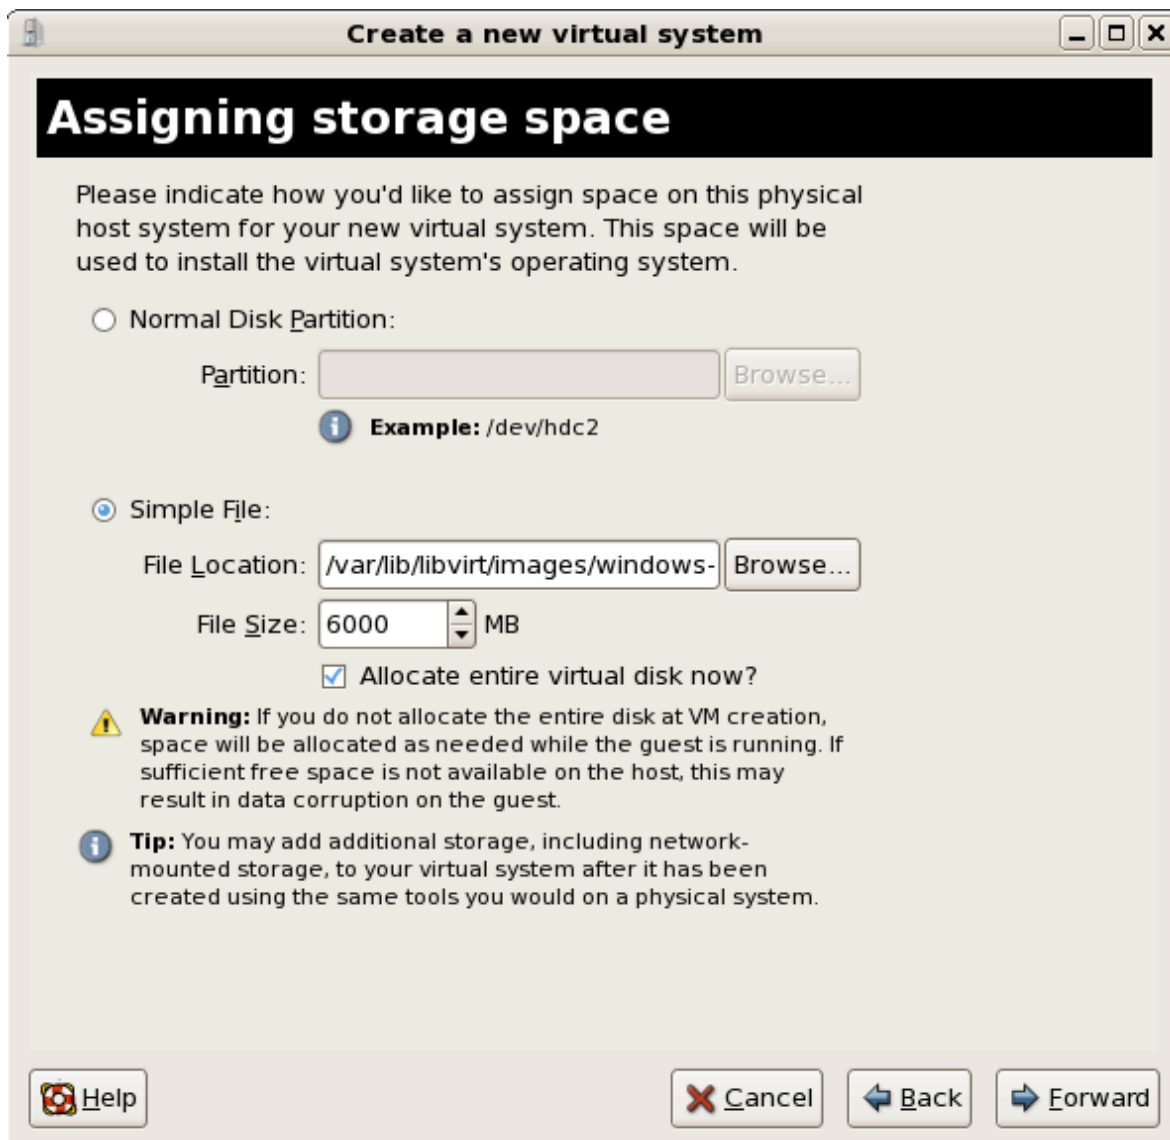 Create a new virtual system
Assigning storage space
Please indicate how you'd like to assign space on this physical
host system for your new virtual system. This space will be
used to install the virtual system's operating system.
Normal Disk Partition:
Partition: Browse...
Example: /dev/hdc2
Simple File:
File Location: /var/lib/libvirt/images/windows- Browse...
File Size: 6000 MB
Allocate entire virtual disk now?
Warning: If you do not allocate the entire disk at VM creation,
space will be allocated as needed while the guest is running. If
sufficient free space is not available on the host, this may
result in data corruption on the guest.
Tip: You may add additional storage, including network-
mounted storage, to your virtual system after it has been
created using the same tools you would on a physical system.
Help Cancel Back Forward